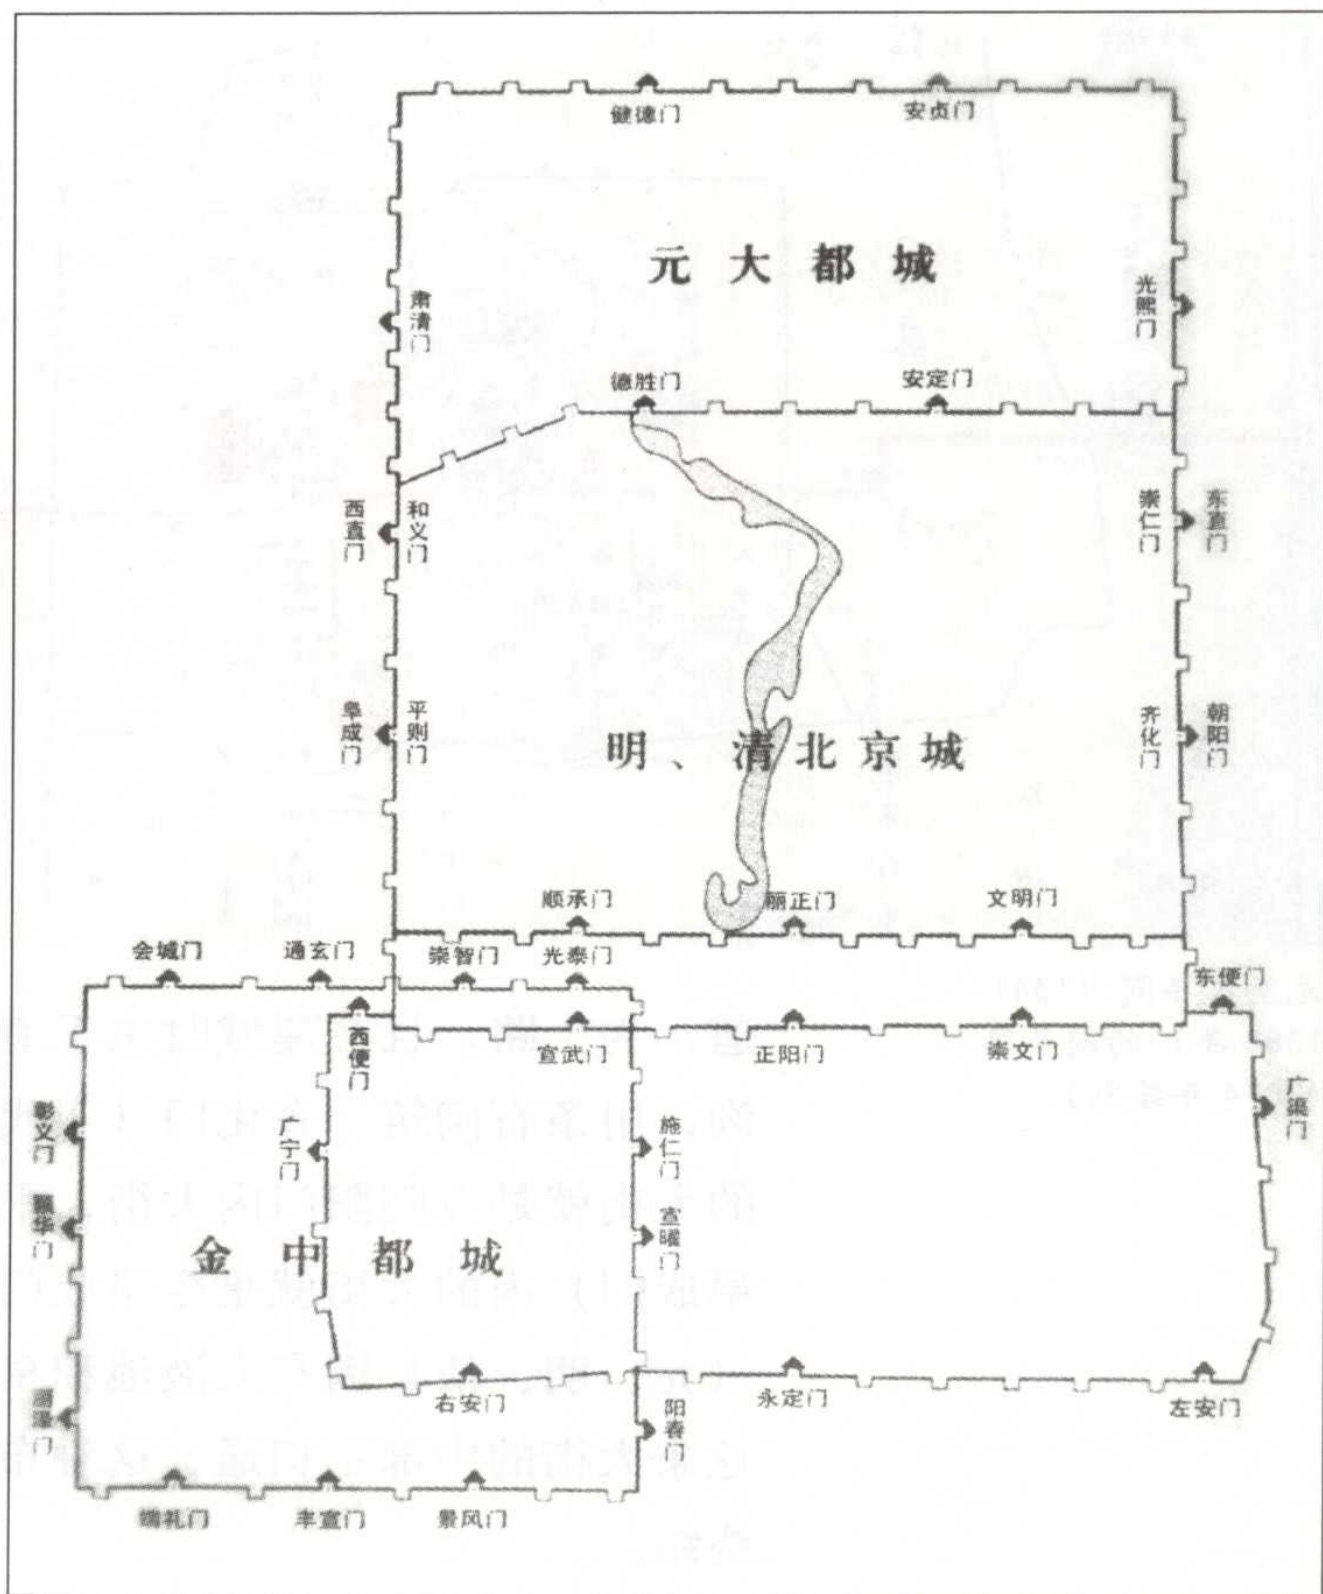 健德门
安贞门
元大都城
肃清门
光熙门
德胜门
安定门
西直门
和义门
崇仁门
东直门
阜成门
平则门
齐化门
朝阳门
明、清北京城
顺承门
丽正门
文明门
会城门
通玄门
崇智门
光泰门
东便门
西便门
宣武门
正阳门
崇文门
彰义门
广宁门
施仁门
广渠门
颢华门
宣曜门
金中都城
丽泽门
右安门
阳春门
永定门
左安门
端礼门
丰宣门
景风门